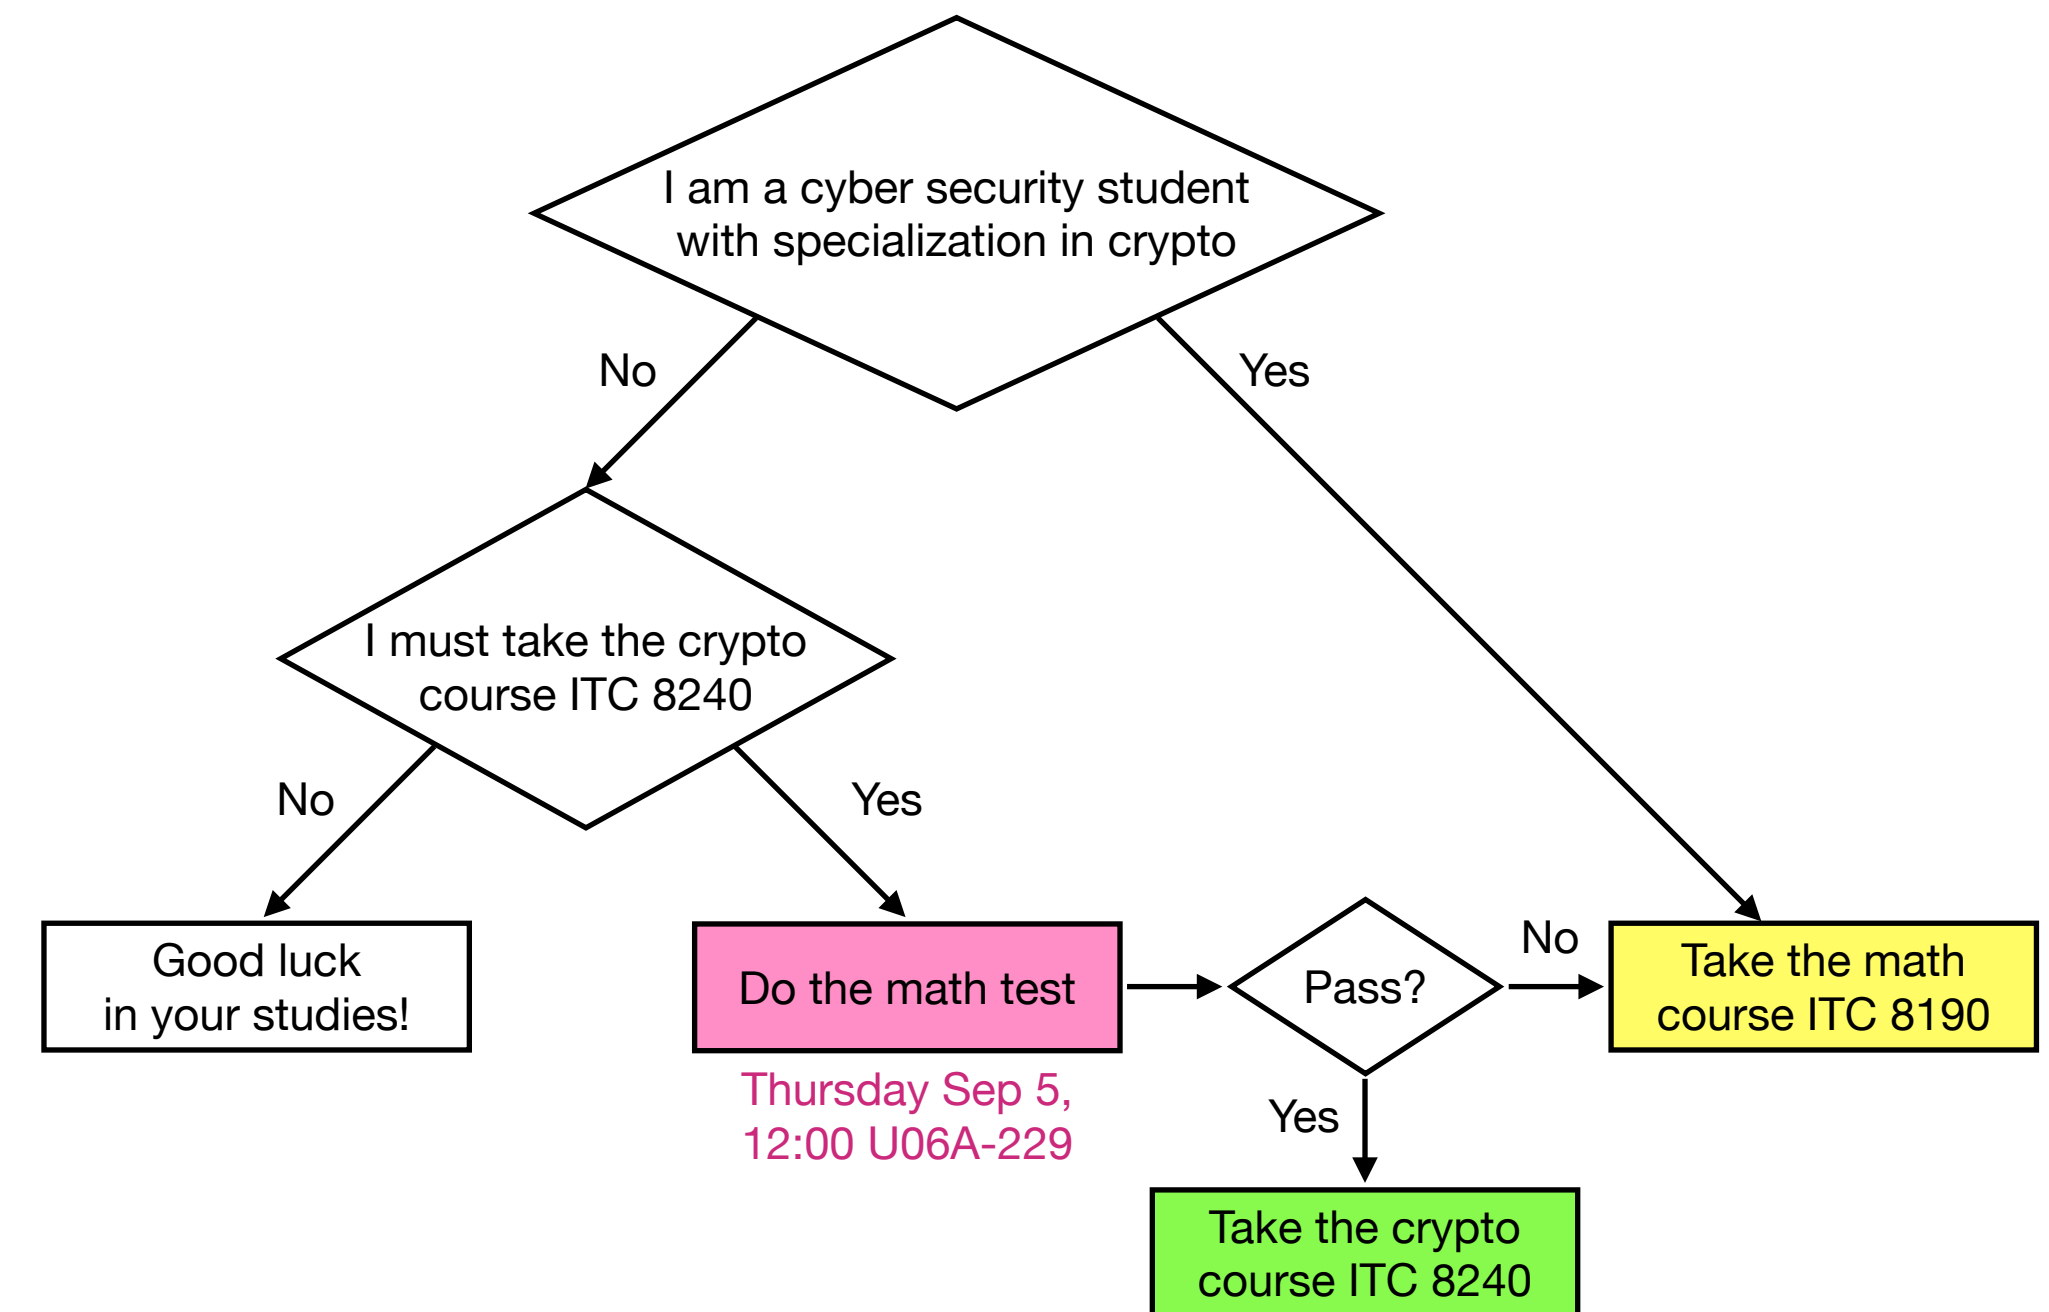 I am a cyber security student
with specialization in crypto
No
Yes
I must take the crypto
course ITC 8240
No
Yes
Good luck
in your studies!
Do the math test
Thursday Sep 5,
12:00 U06A-229
Pass?
No
Take the math
course ITC 8190
Yes
Take the crypto
course ITC 8240